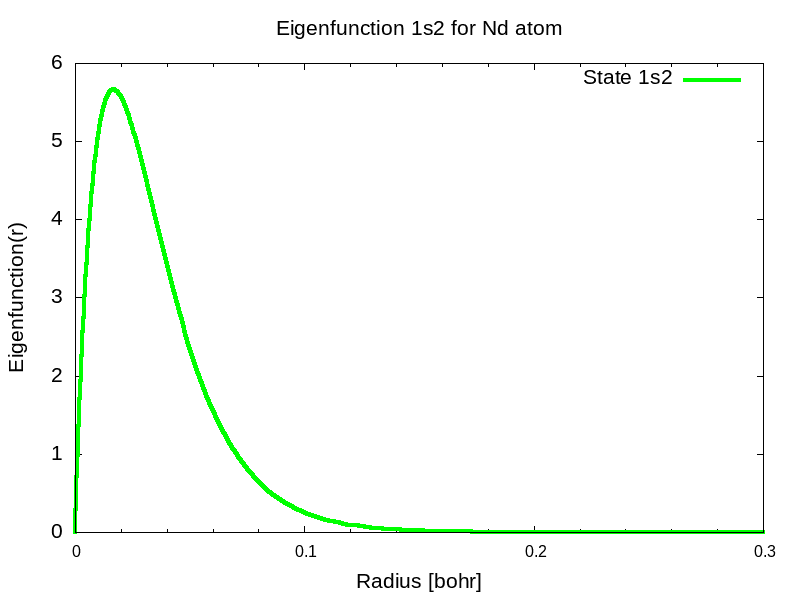 Eigenfunction 1s2 for Nd atom
State 1s2
6
5
4
3
2
1
0
Eigenfunction(r)
0 0.1 0.2 0.3
Radius [bohr]